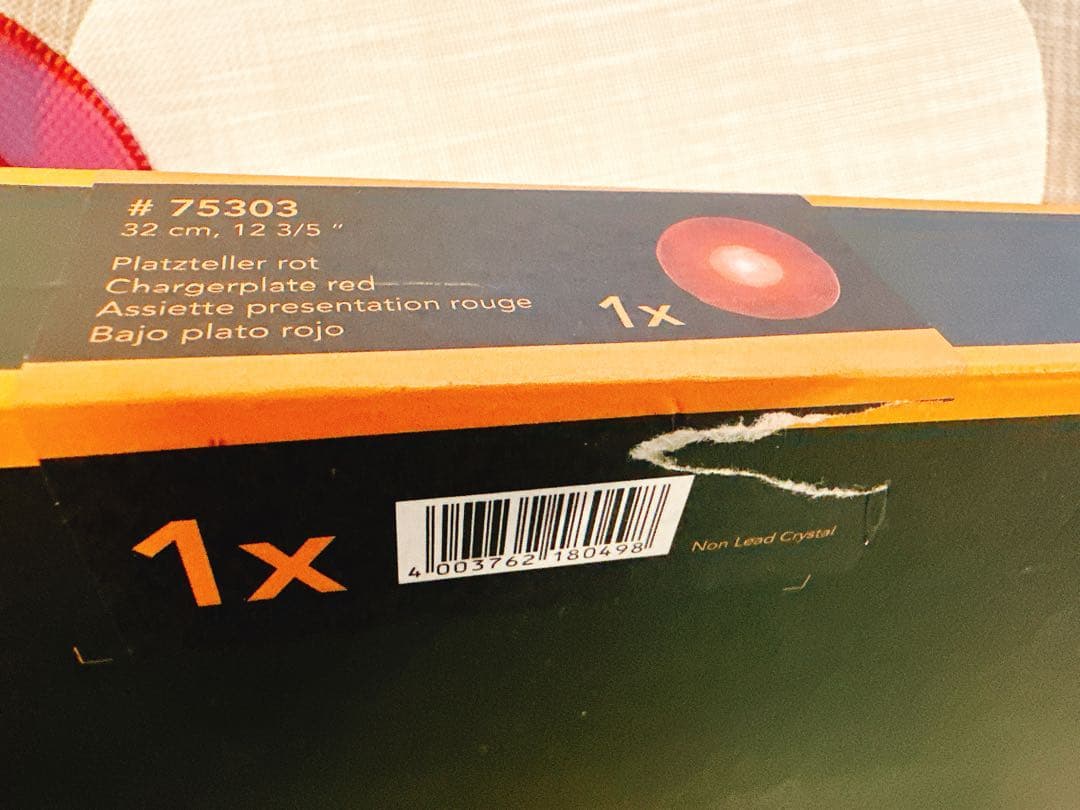 # 75303
32 cm, 12 3/5 "
Platzteller rot
Chargerplate red
Assiette presentation rouge
Bajo plato rojo
1x
1x
4 003762 180498
Non Lead Crystal